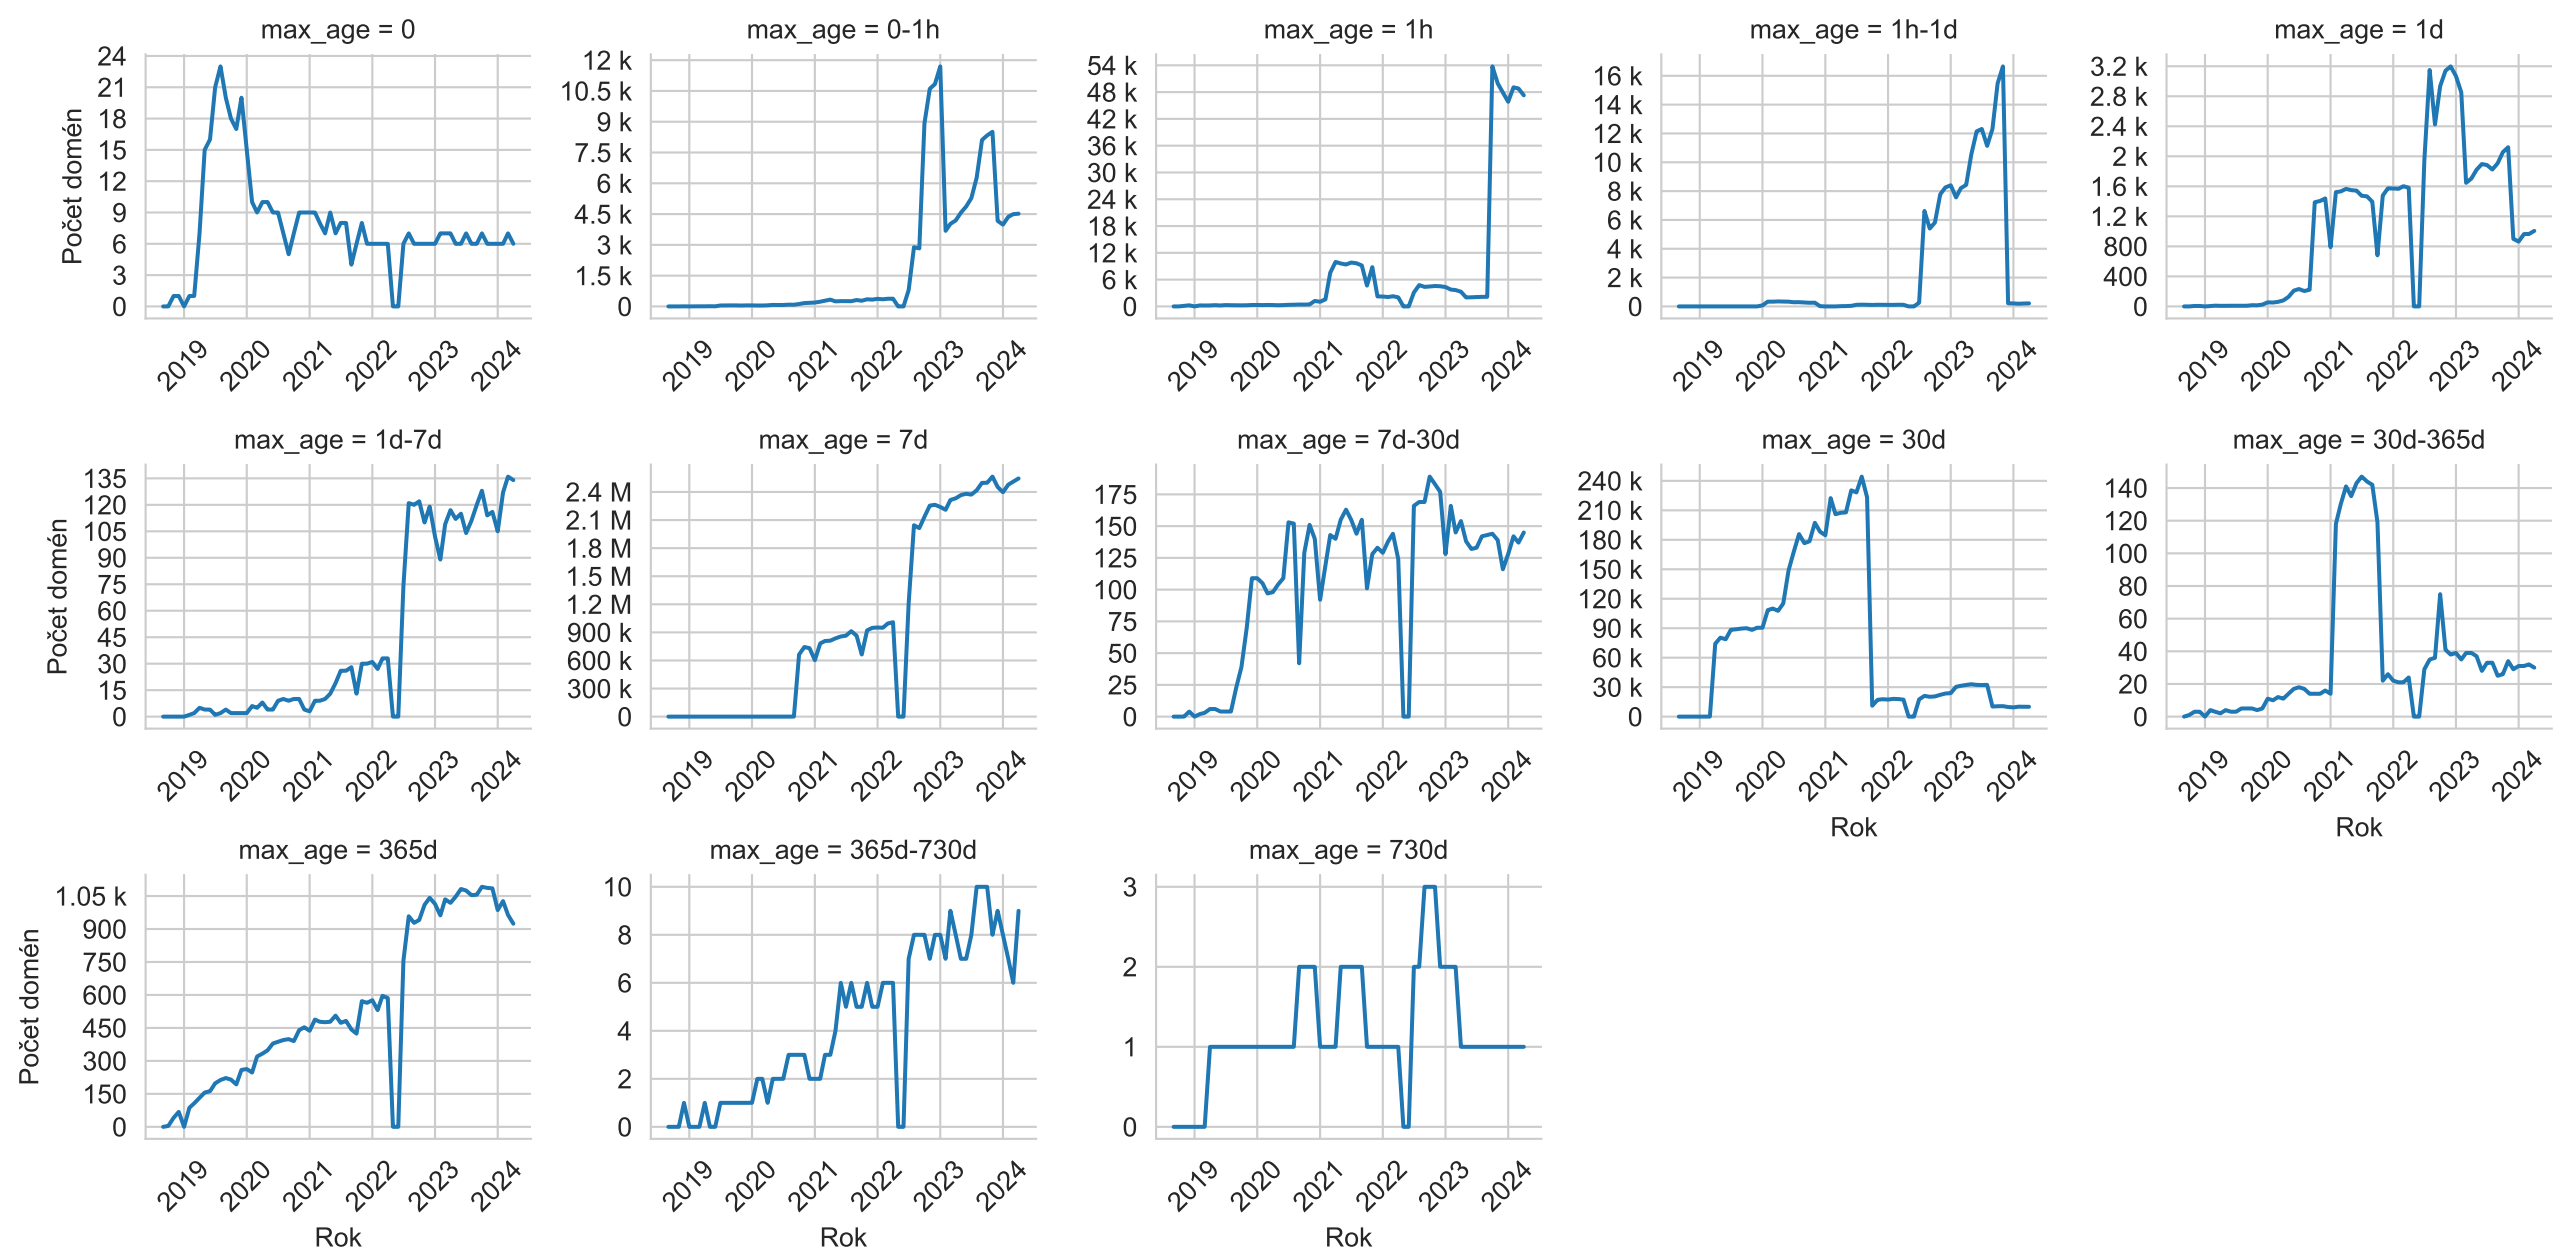 max_age = 0
24
21
18
15
12
9
6
3
0
Počet domén
2019
2020
2021
2022
2023
2024
max_age = 0-1h
12 k
10.5 k
9 k
7.5 k
6 k
4.5 k
3 k
1.5 k
0
2019
2020
2021
2022
2023
2024
max_age = 1h
54 k
48 k
42 k
36 k
30 k
24 k
18 k
12 k
6 k
0
2019
2020
2021
2022
2023
2024
max_age = 1h-1d
16 k
14 k
12 k
10 k
8 k
6 k
4 k
2 k
0
2019
2020
2021
2022
2023
2024
max_age = 1d
3.2 k
2.8 k
2.4 k
2 k
1.6 k
1.2 k
800
400
0
2019
2020
2021
2022
2023
2024
max_age = 1d-7d
135
120
105
90
75
60
45
30
15
0
Počet domén
2019
2020
2021
2022
2023
2024
max_age = 7d
2.4 M
2.1 M
1.8 M
1.5 M
1.2 M
900 k
600 k
300 k
0
2019
2020
2021
2022
2023
2024
max_age = 7d-30d
175
150
125
100
75
50
25
0
2019
2020
2021
2022
2023
2024
max_age = 30d
240 k
210 k
180 k
150 k
120 k
90 k
60 k
30 k
0
2019
2020
2021
2022
2023
2024
Rok
max_age = 30d-365d
140
120
100
80
60
40
20
0
2019
2020
2021
2022
2023
2024
Rok
max_age = 365d
1.05 k
900
750
600
450
300
150
0
Počet domén
2019
2020
2021
2022
2023
2024
Rok
max_age = 365d-730d
10
8
6
4
2
0
2019
2020
2021
2022
2023
2024
Rok
max_age = 730d
3
2
1
0
2019
2020
2021
2022
2023
2024
Rok